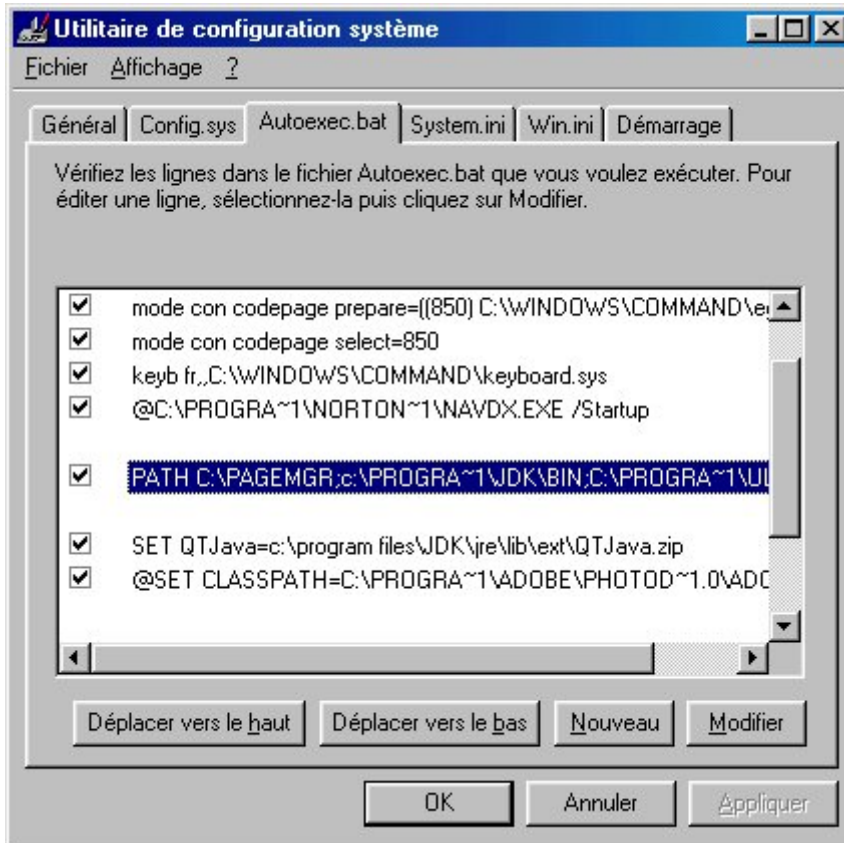 Utilitaire de configuration système
Fichier Affichage ?
Général Config.sys Autoexec.bat System.ini Win.ini Démarrage
Vérifiez les lignes dans le fichier Autoexec.bat que vous voulez exécuter. Pour
éditer une ligne, sélectionnez-la puis cliquez sur Modifier.
mode con codepage prepare=((850) C:\WINDOWS\COMMAND\eg
mode con codepage select=850
keyb fr,,C:\WINDOWS\COMMAND\keyboard.sys
@C:\PROGRA~1\NORTON~1\NAVDX.EXE /Startup
PATH C:\PAGEMGR;c:\PROGRA~1\JDK\BIN;C:\PROGRA~1\UL
SET QTJava=c:\program files\JDK\jre\lib\ext\QTJava.zip
@SET CLASSPATH=C:\PROGRA~1\ADOBE\PHOTOD~1.0\ADO
Déplacer vers le haut Déplacer vers le bas Nouveau Modifier
OK Annuler Appliquer